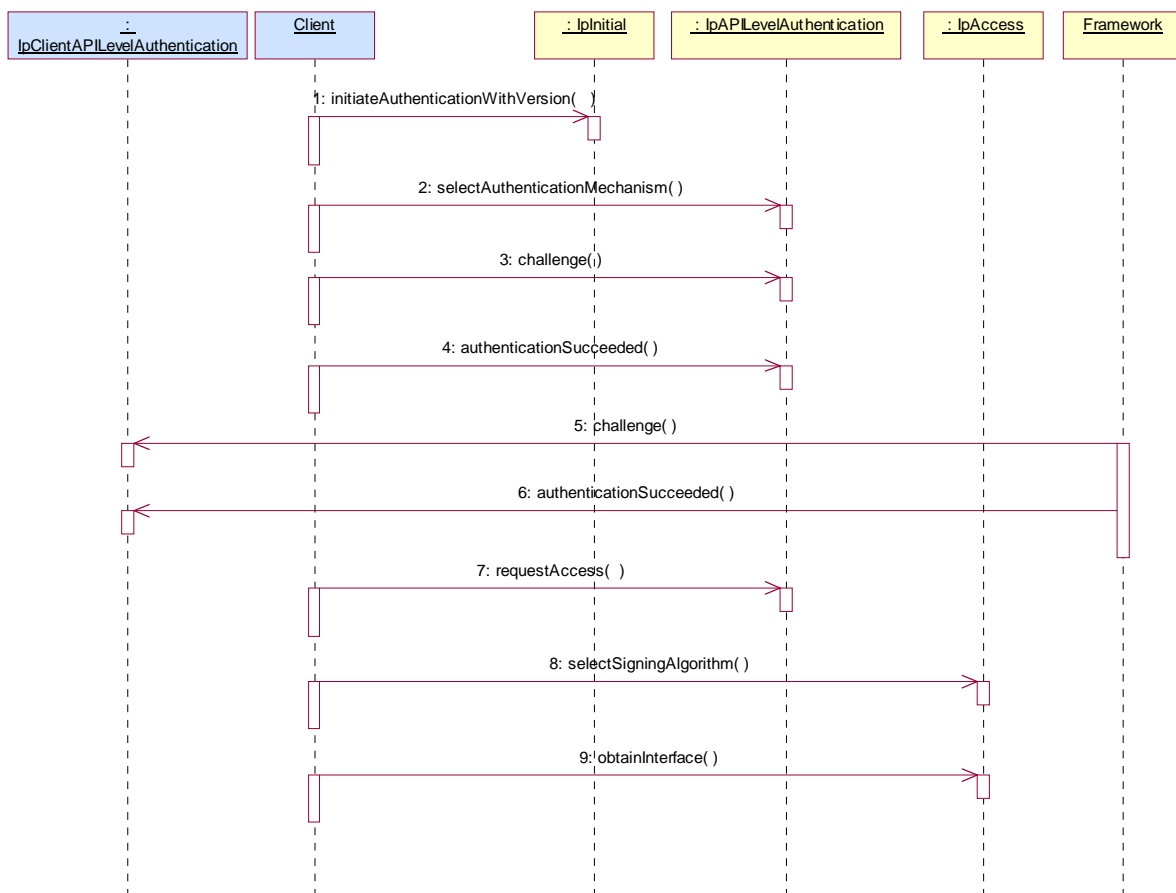 :
IpClientAPILevelAuthentication
Client
: IpInitial
: IpAPILevelAuthentication
: IpAccess
Framework
1: initiateAuthenticationWithVersion(  )
2: selectAuthenticationMechanism( )
3: challenge( )
4: authenticationSucceeded( )
5: challenge( )
6: authenticationSucceeded( )
7: requestAccess(  )
8: selectSigningAlgorithm( )
9: obtainInterface( )